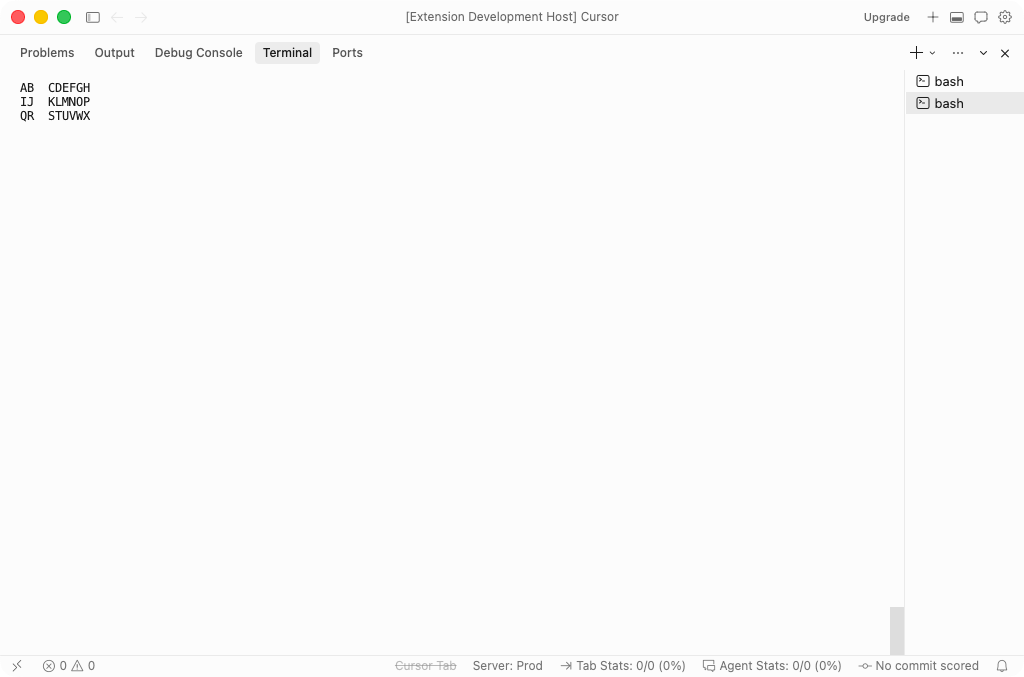 [Extension Development Host] Cursor
Upgrade
Problems Output Debug Console Terminal Ports
AB  CDEFGH
IJ  KLMNOP
QR  STUVWX
bash
bash
0 0 Cursor Tab Server: Prod Tab Stats: 0/0 (0%) Agent Stats: 0/0 (0%) No commit scored